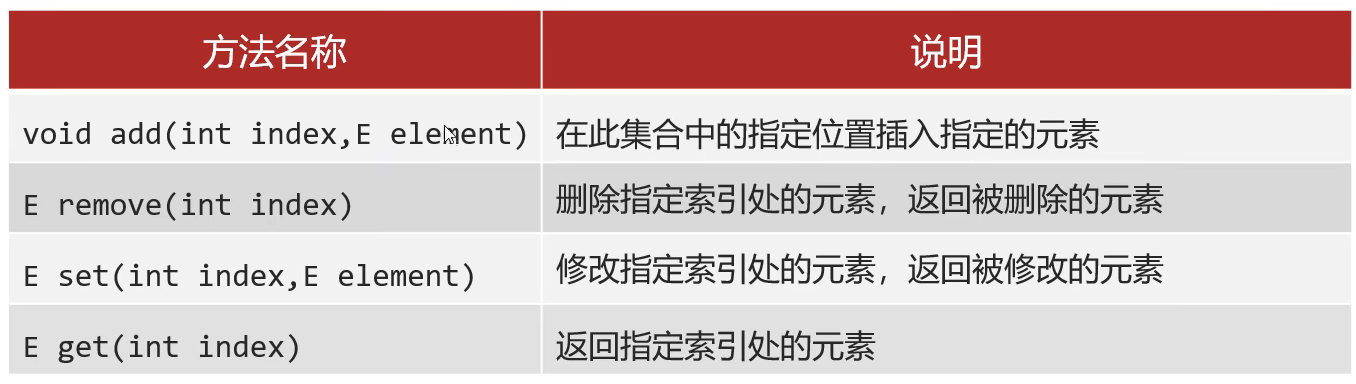 方法名称 说明
void add(int index,E element) 在此集合中的指定位置插入指定的元素
E remove(int index) 删除指定索引处的元素，返回被删除的元素
E set(int index,E element) 修改指定索引处的元素，返回被修改的元素
E get(int index) 返回指定索引处的元素